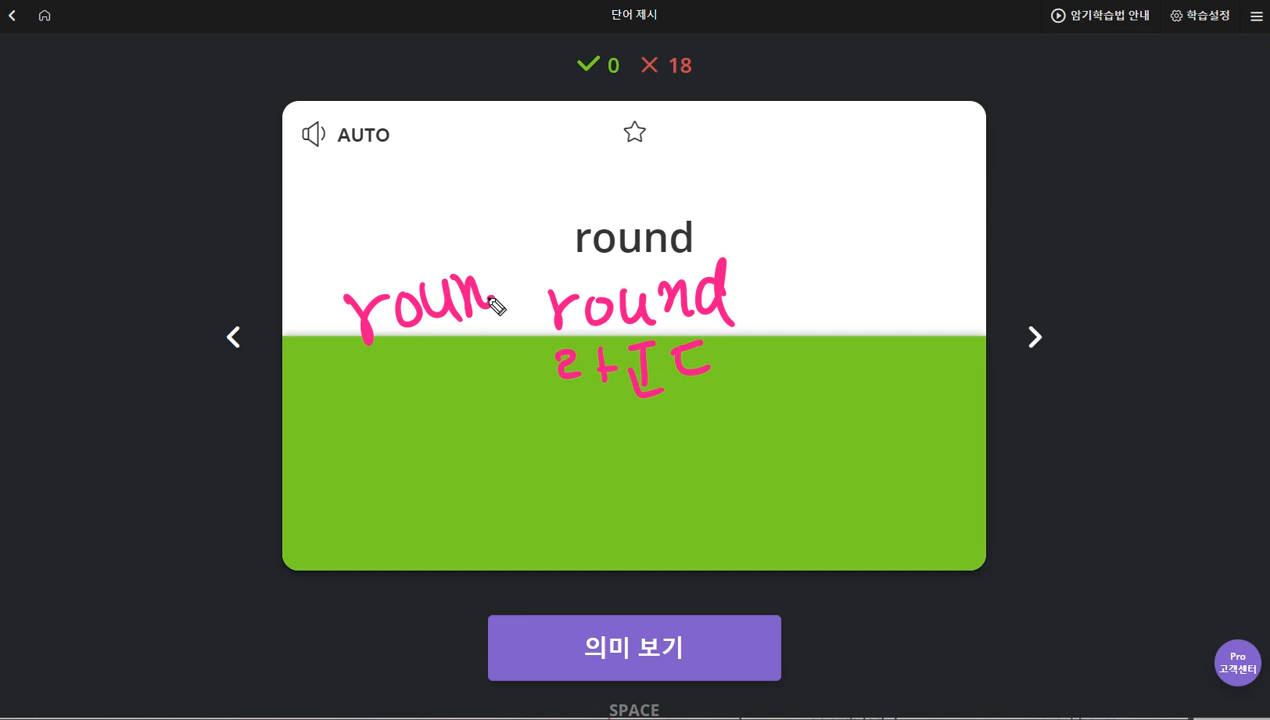 단어 제시
암기학습법 안내
학습설정
0 18
AUTO
round
roun round
라운드
의미 보기
Pro
고객센터
SPACE